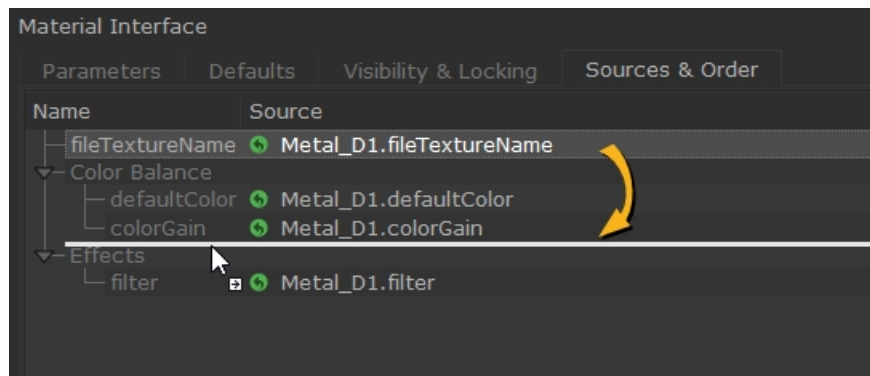 Material Interface
Parameters Defaults Visibility & Locking Sources & Order
Name Source
fileTextureName Metal_D1.fileTextureName
Color Balance
defaultColor Metal_D1.defaultColor
colorGain Metal_D1.colorGain
Effects
filter Metal_D1.filter